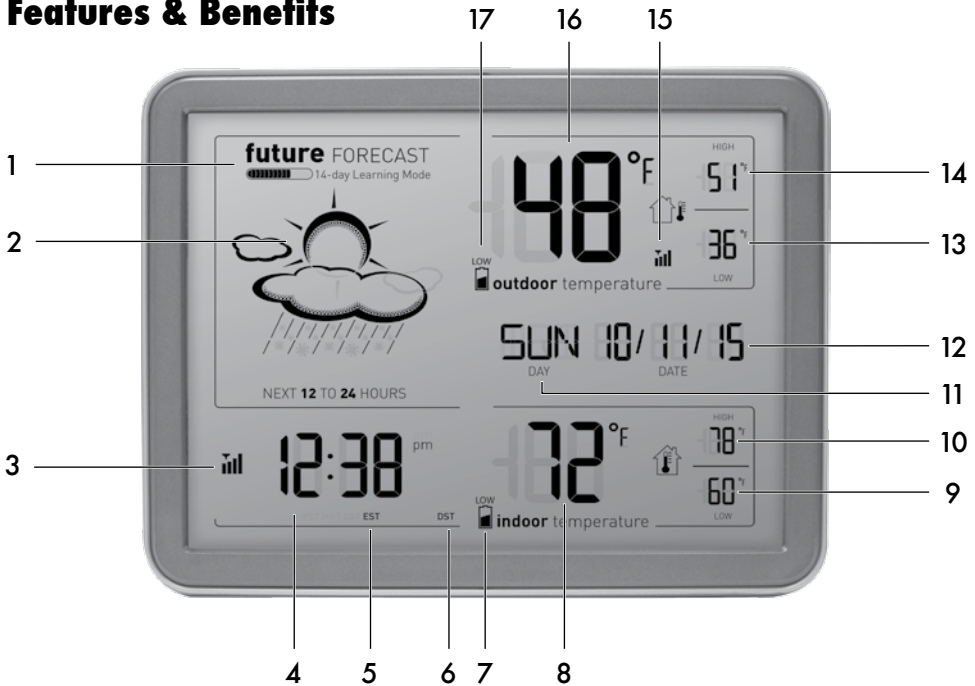 Features & Benefits
17 16 15
future FORECAST
14-day Learning Mode
1
48°F
HIGH
51°F
14
2
36°F
13
LOW
LOW
outdoor temperature
SUN 10/11/15
12
DAY DATE
11
NEXT 12 TO 24 HOURS
12:38 pm
3
72°F
HIGH
78°F
10
60°F
9
LOW
LOW
EST DST
indoor temperature
4 5 6 7 8